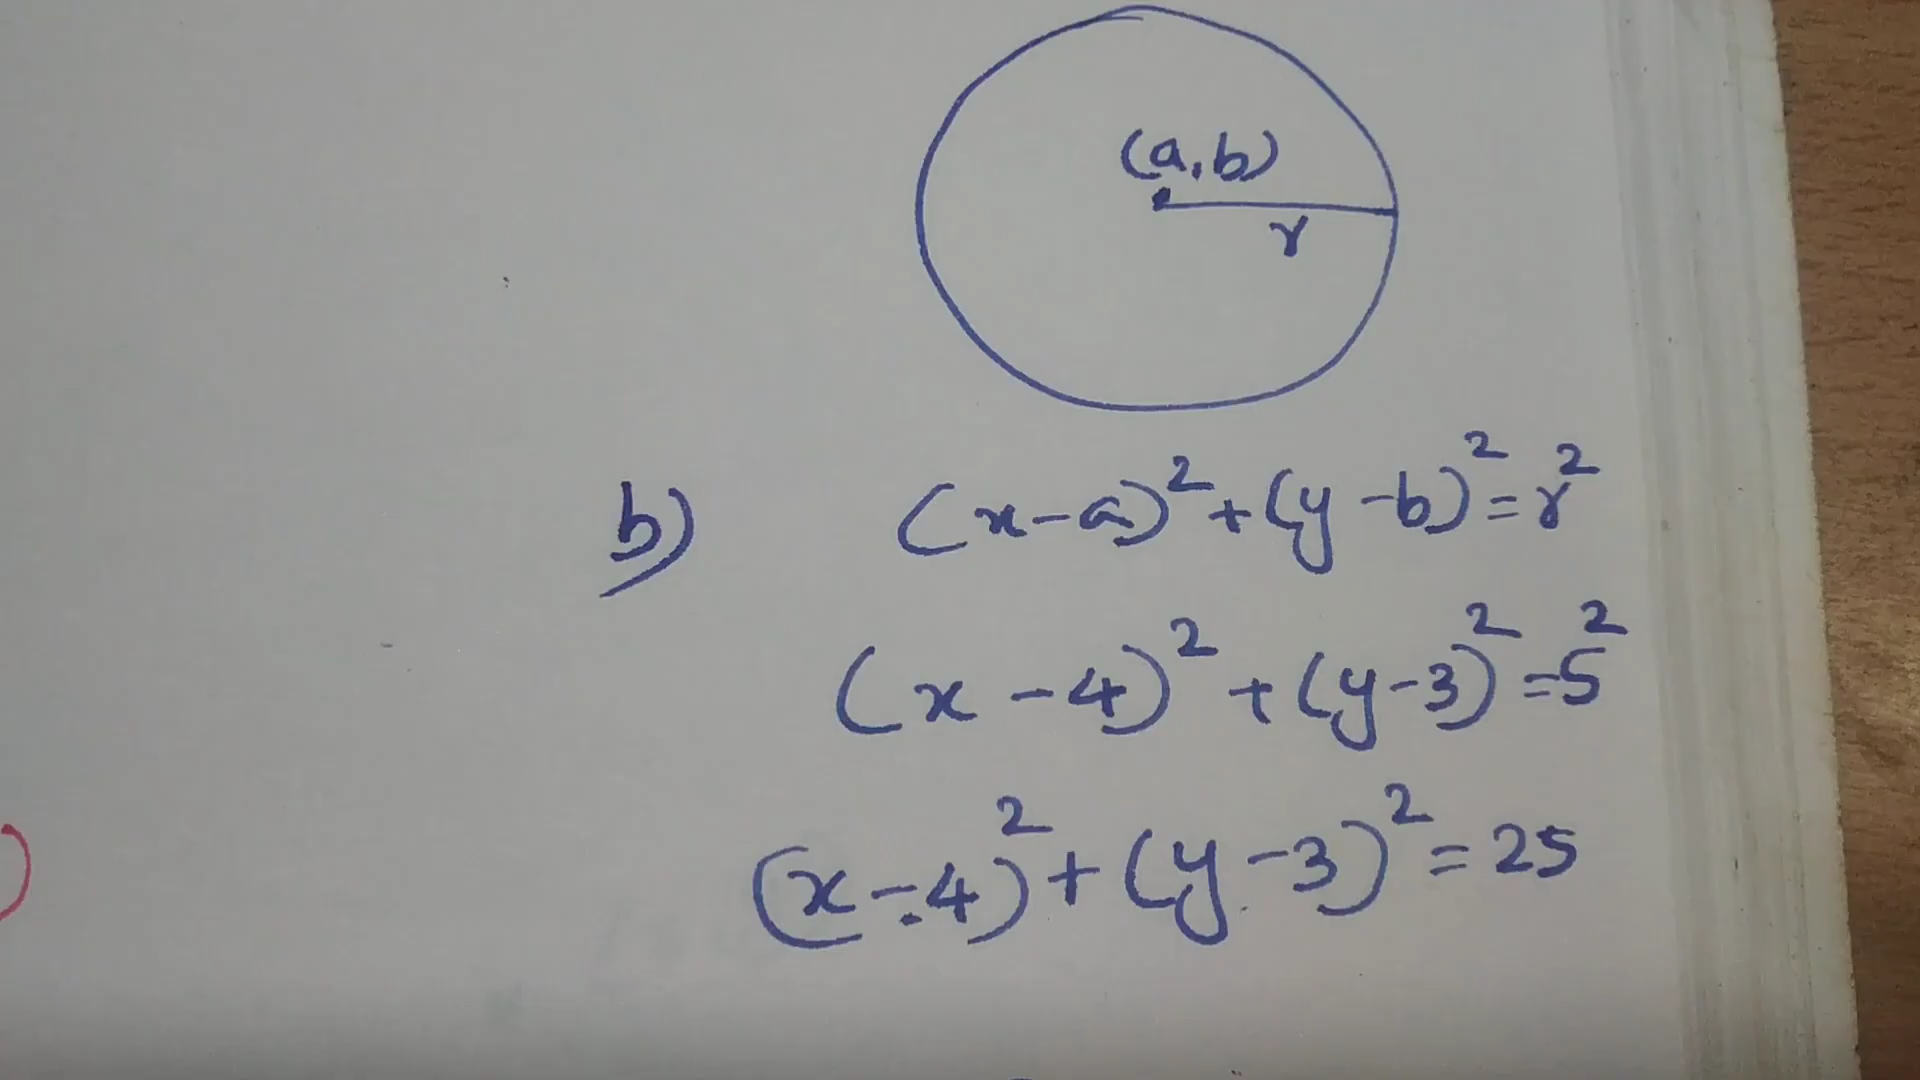 (a,b)
r
b) (x-a)²+(y-b)²=r²
(x-4)²+(y-3)²=5²
(x-4)²+(y-3)²=25
)